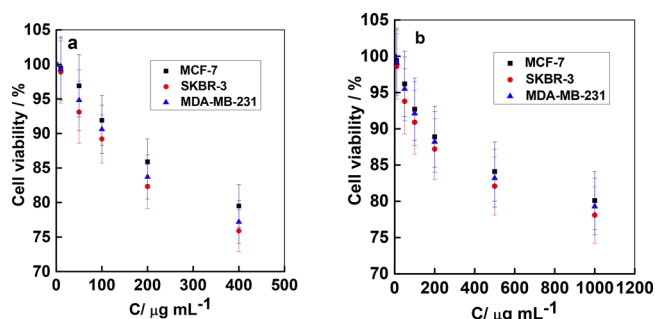 a
MCF-7
SKBR-3
MDA-MB-231
Cell viability / %
105
100
95
90
85
80
75
70
0 100 200 300 400 500
C/ μg mL⁻¹
b
MCF-7
SKBR-3
MDA-MB-231
Cell viability / %
105
100
95
90
85
80
75
70
0 200 400 600 800 1000 1200
C/ μg mL⁻¹